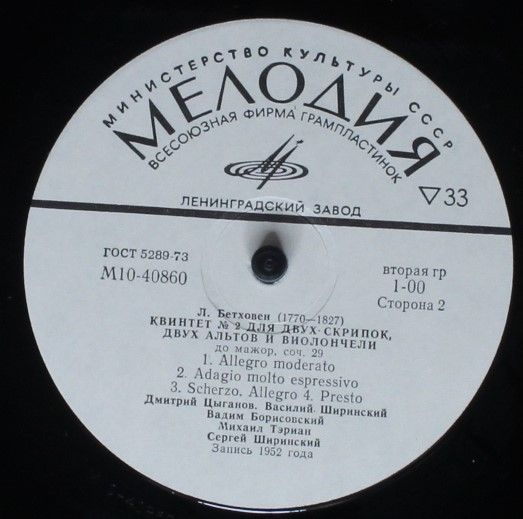 МИНИСТЕРСТВО КУЛЬТУРЫ СССР
МЕЛОДИЯ
ВСЕСОЮЗНАЯ ФИРМА ГРАМПЛАСТИНОК
33
ЛЕНИНГРАДСКИЙ ЗАВОД
ГОСТ 5289-73
М10-40860
вторая гр
1-00
Сторона 2
Л. Бетховен (1770—1827)
КВИНТЕТ № 2 ДЛЯ ДВУХ СКРИПОК,
ДВУХ АЛЬТОВ И ВИОЛОНЧЕЛИ
до мажор, соч. 29
1. Allegro moderato
2. Adagio molto espressivo
3. Scherzo. Allegro 4. Presto
Дмитрий Цыганов, Василий Ширинский
Вадим Борисовский
Михаил Тэриан
Сергей Ширинский
Запись 1952 года